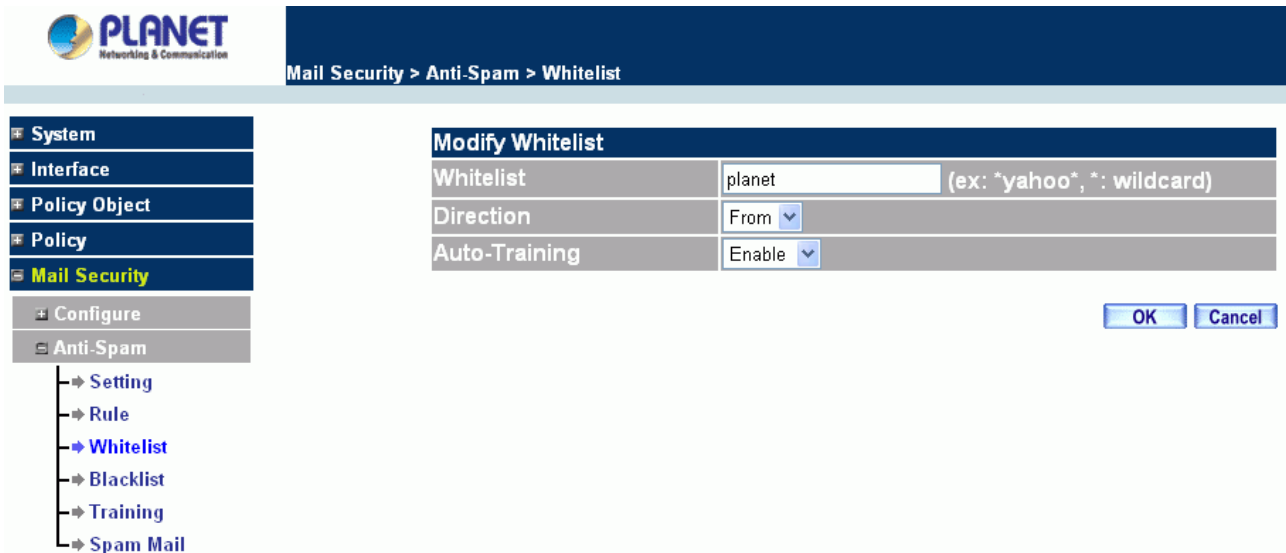 PLANET
Networking & Communication
Mail Security > Anti-Spam > Whitelist
System
Interface
Policy Object
Policy
Mail Security
Configure
Anti-Spam
Setting
Rule
Whitelist
Blacklist
Training
Spam Mail
Modify Whitelist
Whitelist planet (ex: *yahoo*, *: wildcard)
Direction From
Auto-Training Enable
OK Cancel